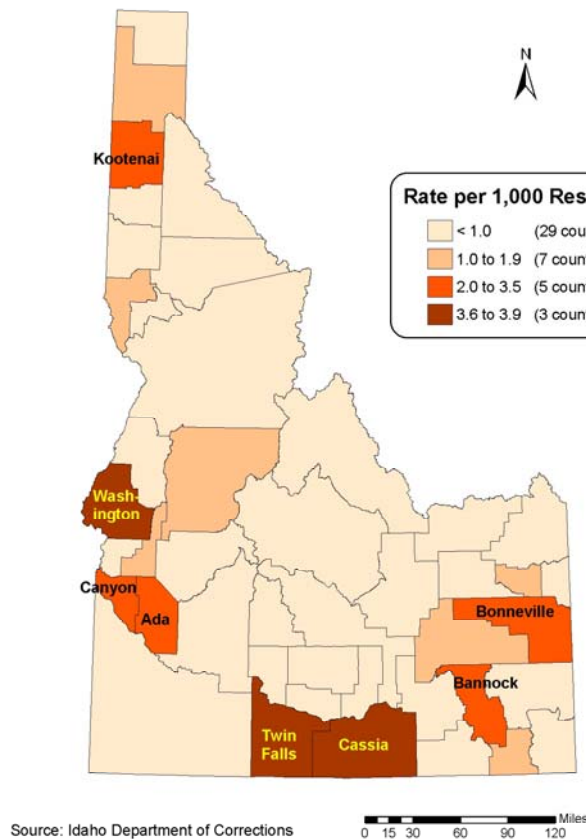 N
Kootenai
Rate per 1,000 Res
< 1.0 (29 coun
1.0 to 1.9 (7 coun
2.0 to 3.5 (5 coun
3.6 to 3.9 (3 coun
Wash-
ington
Canyon
Ada
Bonneville
Bannock
Twin
Falls
Cassia
Miles
0 15 30 60 90 120
Source: Idaho Department of Corrections